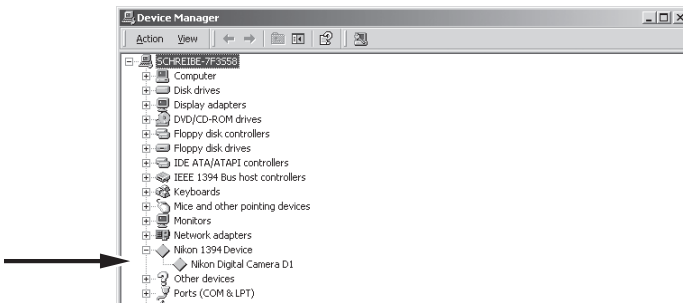 Device Manager
Action View
SCHREIBE-7F3S58
Computer
Disk drives
Display adapters
DVD/CD-ROM drives
Floppy disk controllers
Floppy disk drives
IDE ATA/ATAPI controllers
IEEE 1394 Bus host controllers
Keyboards
Mice and other pointing devices
Monitors
Network adapters
Nikon 1394 Device
Nikon Digital Camera D1
Other devices
Ports (COM & LPT)